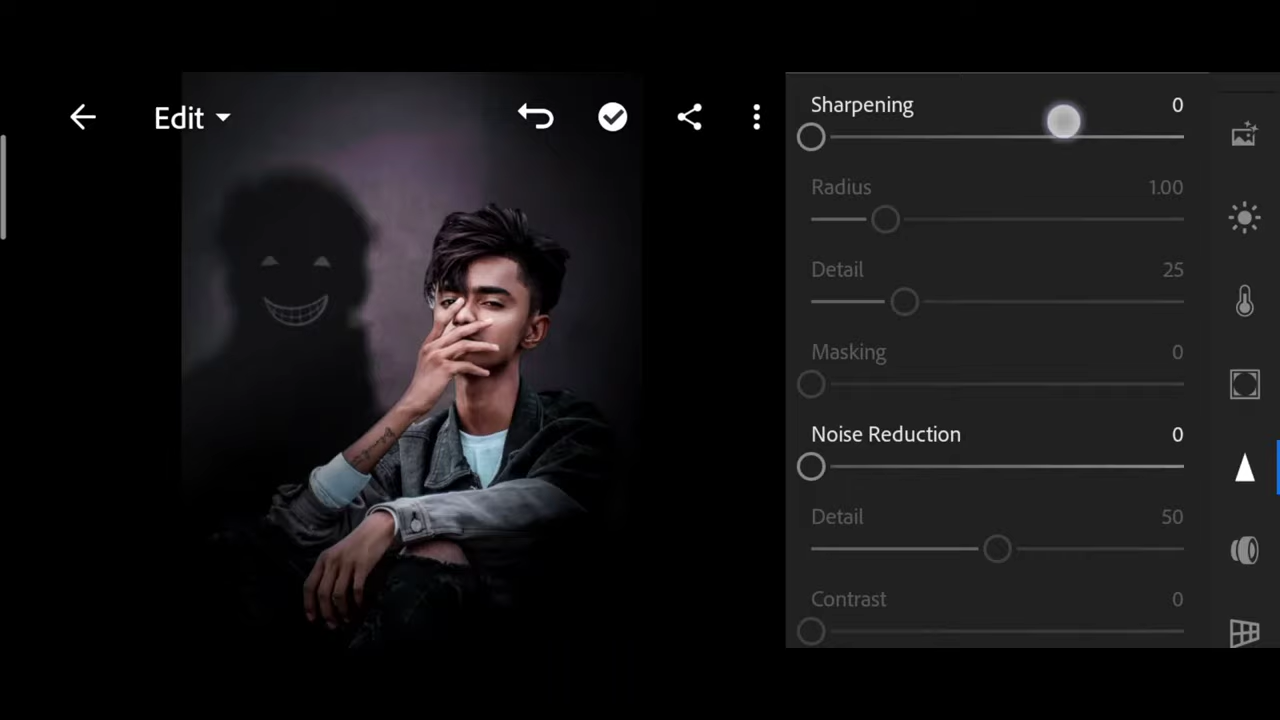 Edit
Sharpening 0
Radius 1.00
Detail 25
Masking 0
Noise Reduction 0
Detail 50
Contrast 0